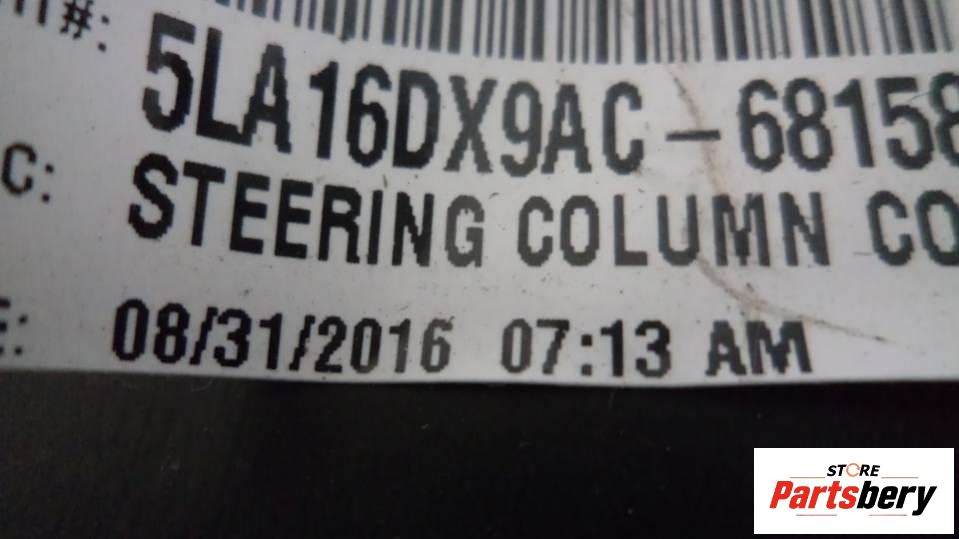 #: 5LA16DX9AC-68158
C: STEERING COLUMN CO
E: 08/31/2016 07:13 AM
STORE
Partsbery